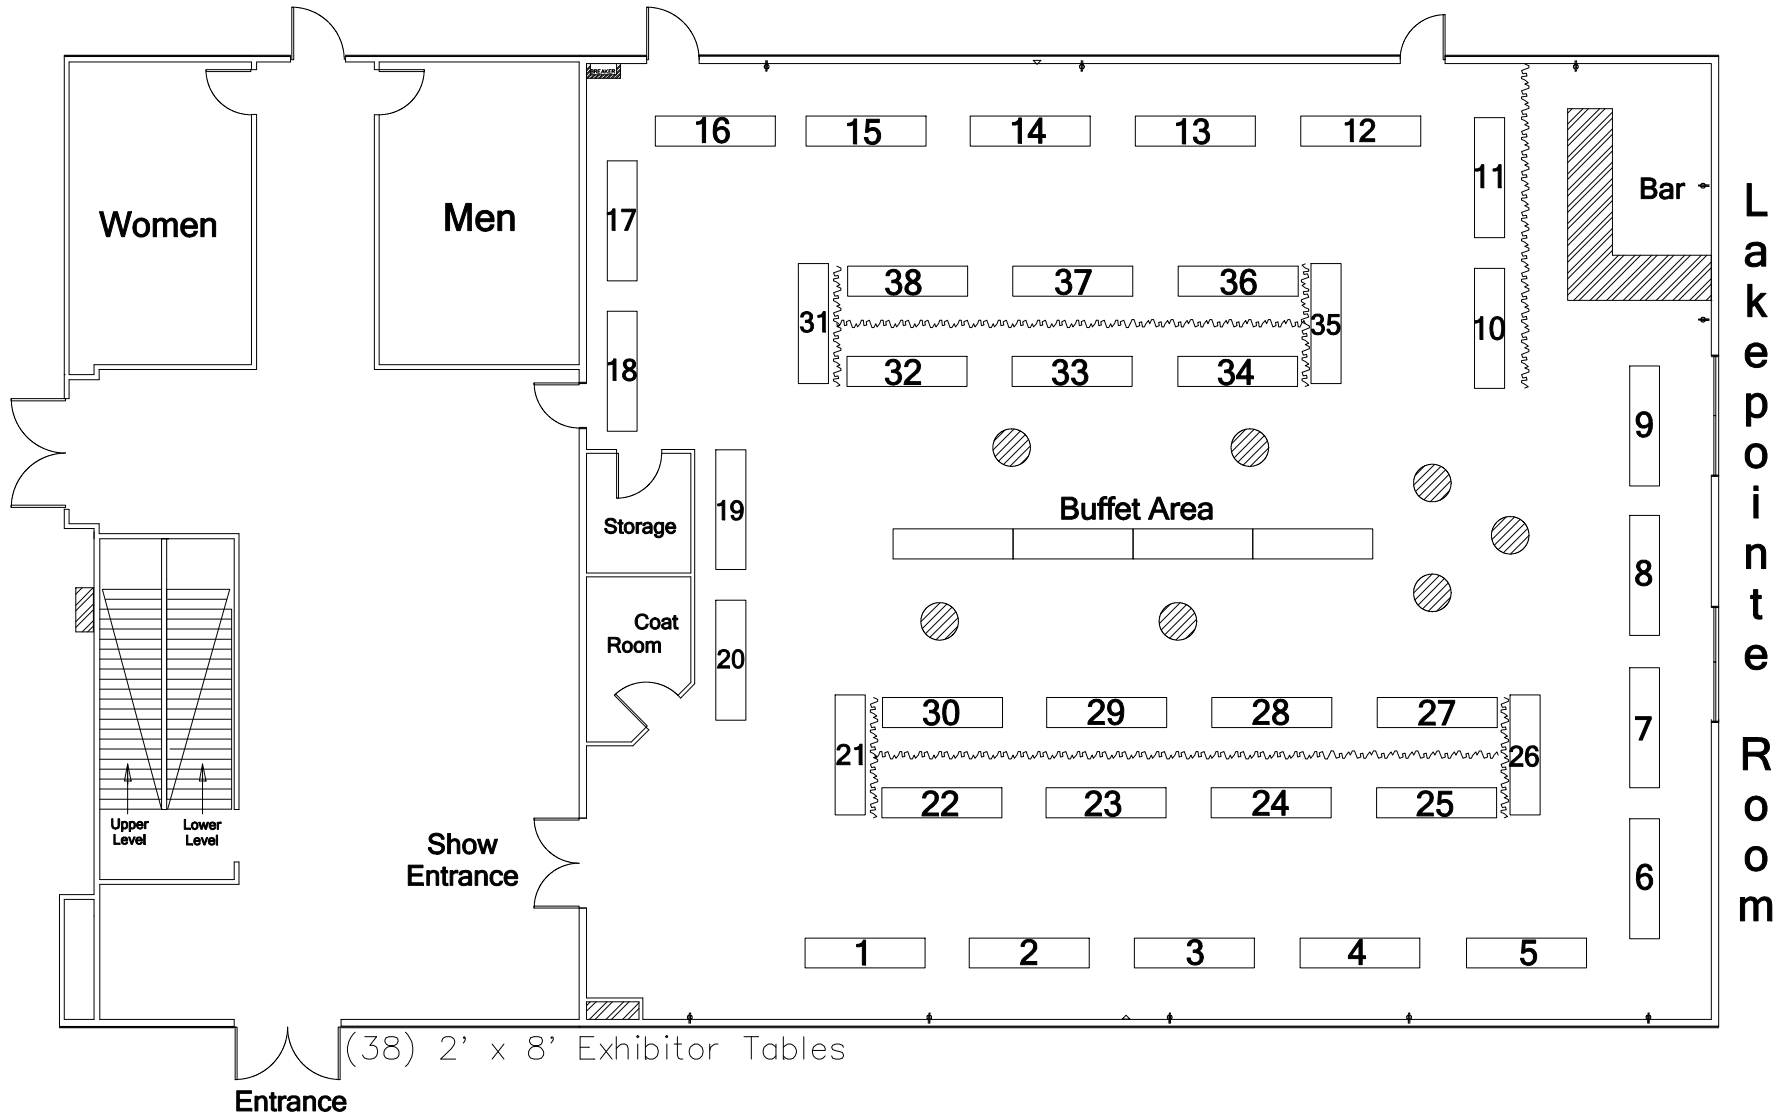 BREAKER
16 15 14 13 12
11
Bar
Women
Men
17
38 37 36
31
35
10
18
32 33 34
9
Buffet Area
19
Storage
8
Coat
Room
20
30 29 28 27
7
21
26
22 23 24 25
Upper
Level
Lower
Level
Show
Entrance
6
1 2 3 4 5
(38) 2' x 8' Exhibitor Tables
Entrance
Lakepointe Room